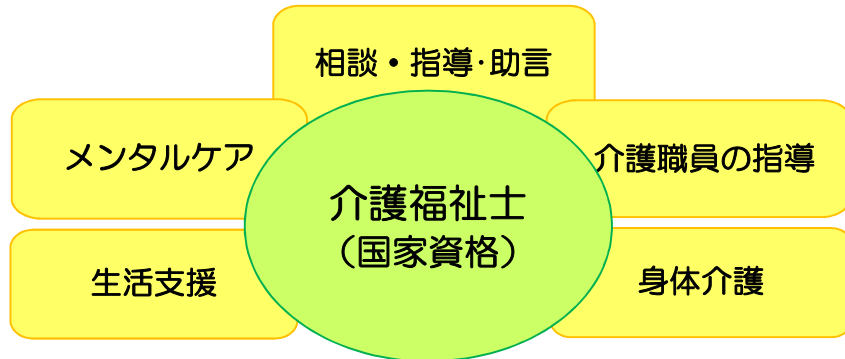 相談・指導・助言
メンタルケア
介護職員の指導
介護福祉士
（国家資格）
生活支援
身体介護